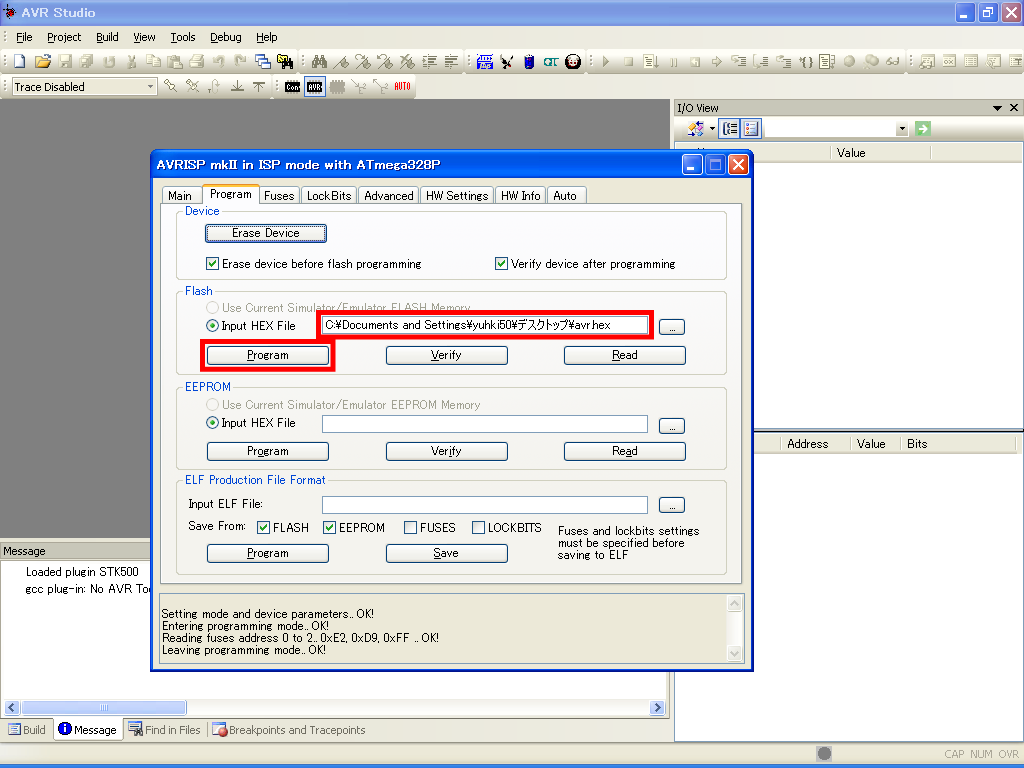 AVR Studio
File Project Build View Tools Debug Help
Trace Disabled
Con AVR AUTO
I/O View
Value
AVRISP mkII in ISP mode with ATmega328P
Main Program Fuses LockBits Advanced HW Settings HW Info Auto
Device
Erase Device
Erase device before flash programming
Verify device after programming
Flash
Use Current Simulator/Emulator FLASH Memory
Input HEX File C:¥Documents and Settings¥yuhki50¥デスクトップ¥avr.hex ...
Program Verify Read
EEPROM
Use Current Simulator/Emulator EEPROM Memory
Input HEX File ...
Program Verify Read
ELF Production File Format
Input ELF File: ...
Save From: FLASH EEPROM FUSES LOCKBITS
Fuses and lockbits settings
must be specified before
saving to ELF
Program Save
Setting mode and device parameters.. OK!
Entering programming mode.. OK!
Reading fuses address 0 to 2.. 0xE2, 0xD9, 0xFF .. OK!
Leaving programming mode.. OK!
Address Value Bits
Message
Loaded plugin STK500
gcc plug-in: No AVR
Build Message Find in Files Breakpoints and Tracepoints
CAP NUM OVR